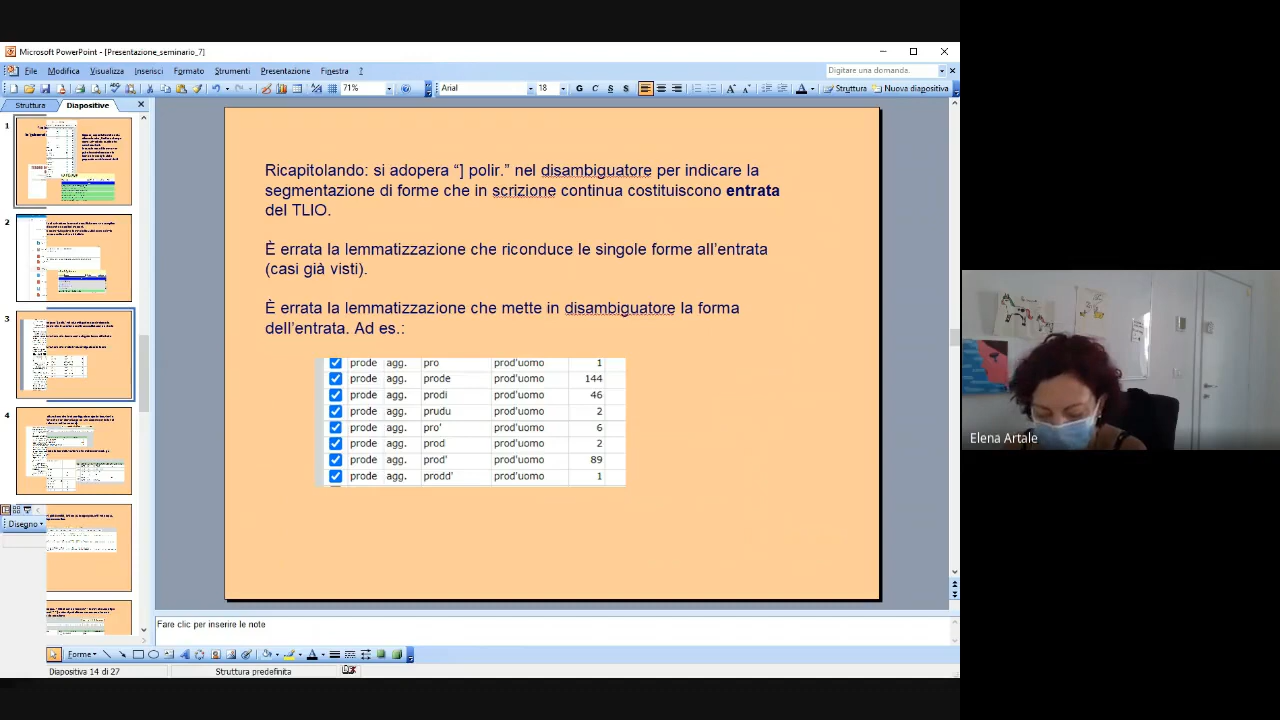 Microsoft PowerPoint - [Presentazione_seminario_7]
File Modifica Visualizza Inserisci Formato Strumenti Presentazione Finestra ?
Digitare una domanda.
71%
Arial 18 G C S S
Struttura Nuova diapositiva
Struttura Diapositive
1
2
3
4
Ricapitolando: si adopera “] polir.” nel disambiguatore per indicare la
segmentazione di forme che in scrizione continua costituiscono entrata
del TLIO.
È errata la lemmatizzazione che riconduce le singole forme all’entrata
(casi già visti).
È errata la lemmatizzazione che mette in disambiguatore la forma
dell’entrata. Ad es.:
prode agg. pro prod'uomo 1
prode agg. prode prod'uomo 144
prode agg. prodi prod'uomo 46
prode agg. prudu prod'uomo 2
prode agg. pro' prod'uomo 6
prode agg. prod prod'uomo 2
prode agg. prod' prod'uomo 89
prode agg. prodd' prod'uomo 1
Elena Artale
Disegno
Fare clic per inserire le note
Forme
Diapositiva 14 di 27 Struttura predefinita